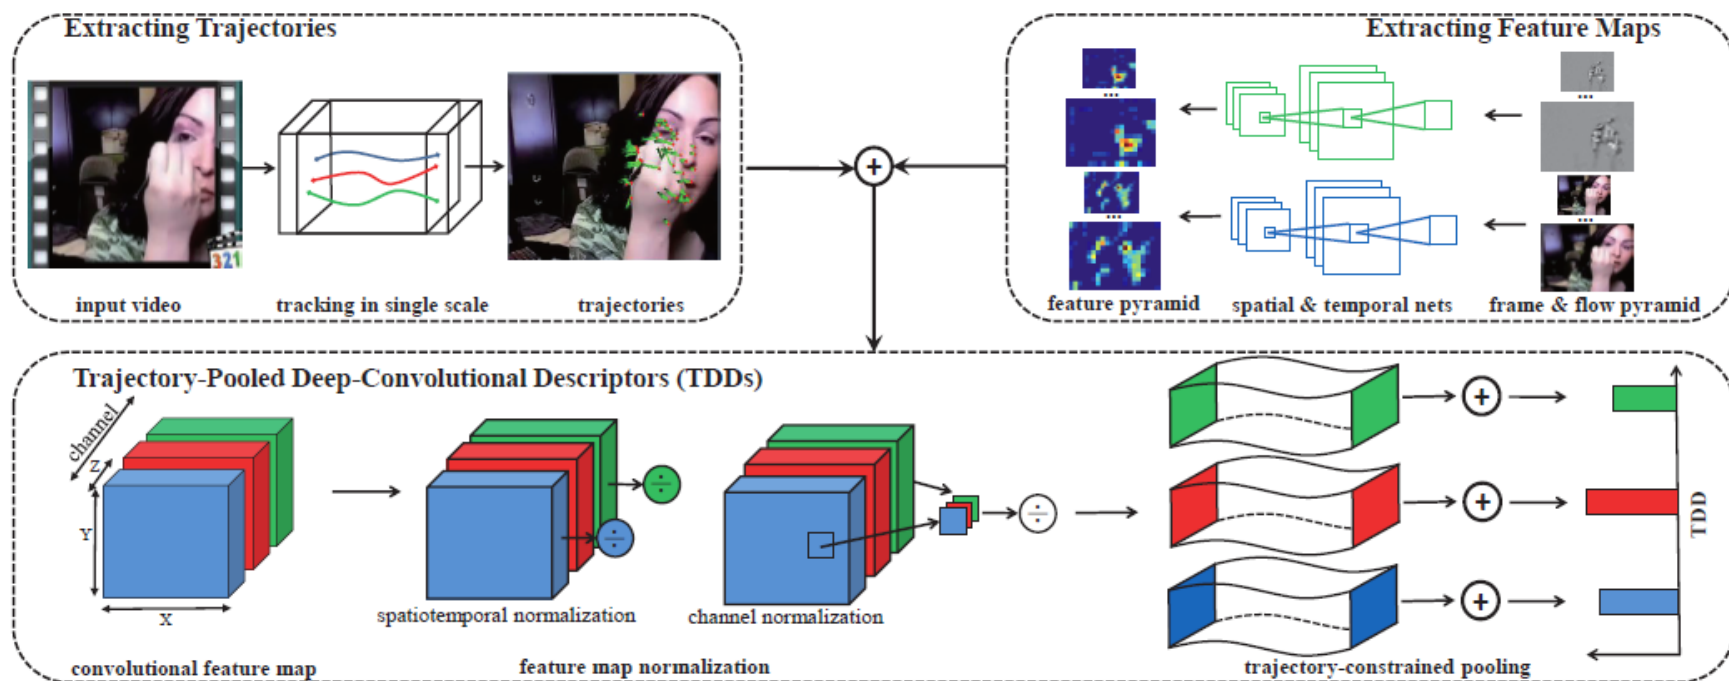 Extracting Trajectories
321
input video
tracking in single scale
trajectories
Extracting Feature Maps
...
...
...
...
feature pyramid
spatial & temporal nets
frame & flow pyramid
+
Trajectory-Pooled Deep-Convolutional Descriptors (TDDs)
channel
Z
Y
X
convolutional feature map
÷
÷
spatiotemporal normalization
÷
channel normalization
feature map normalization
+
+
+
trajectory-constrained pooling
TDD